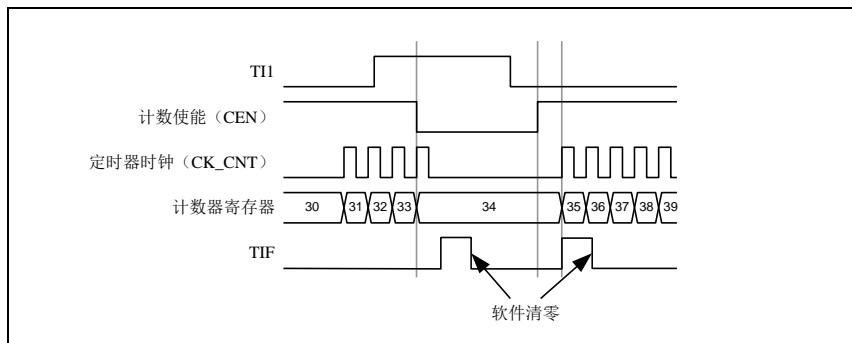 TI1
计数使能（CEN）
定时器时钟（CK_CNT）
计数器寄存器 30 31 32 33 34 35 36 37 38 39
TIF
软件清零